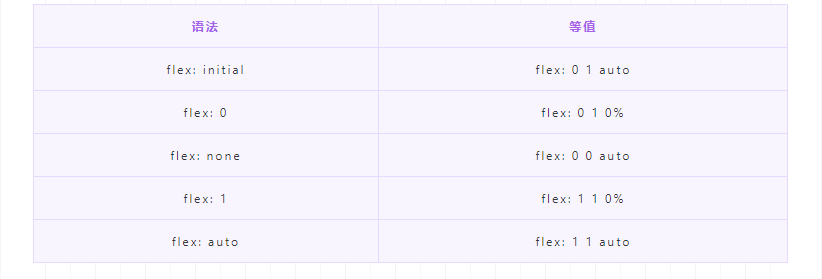 语法 等值
flex: initial flex: 0 1 auto
flex: 0 flex: 0 1 0%
flex: none flex: 0 0 auto
flex: 1 flex: 1 1 0%
flex: auto flex: 1 1 auto